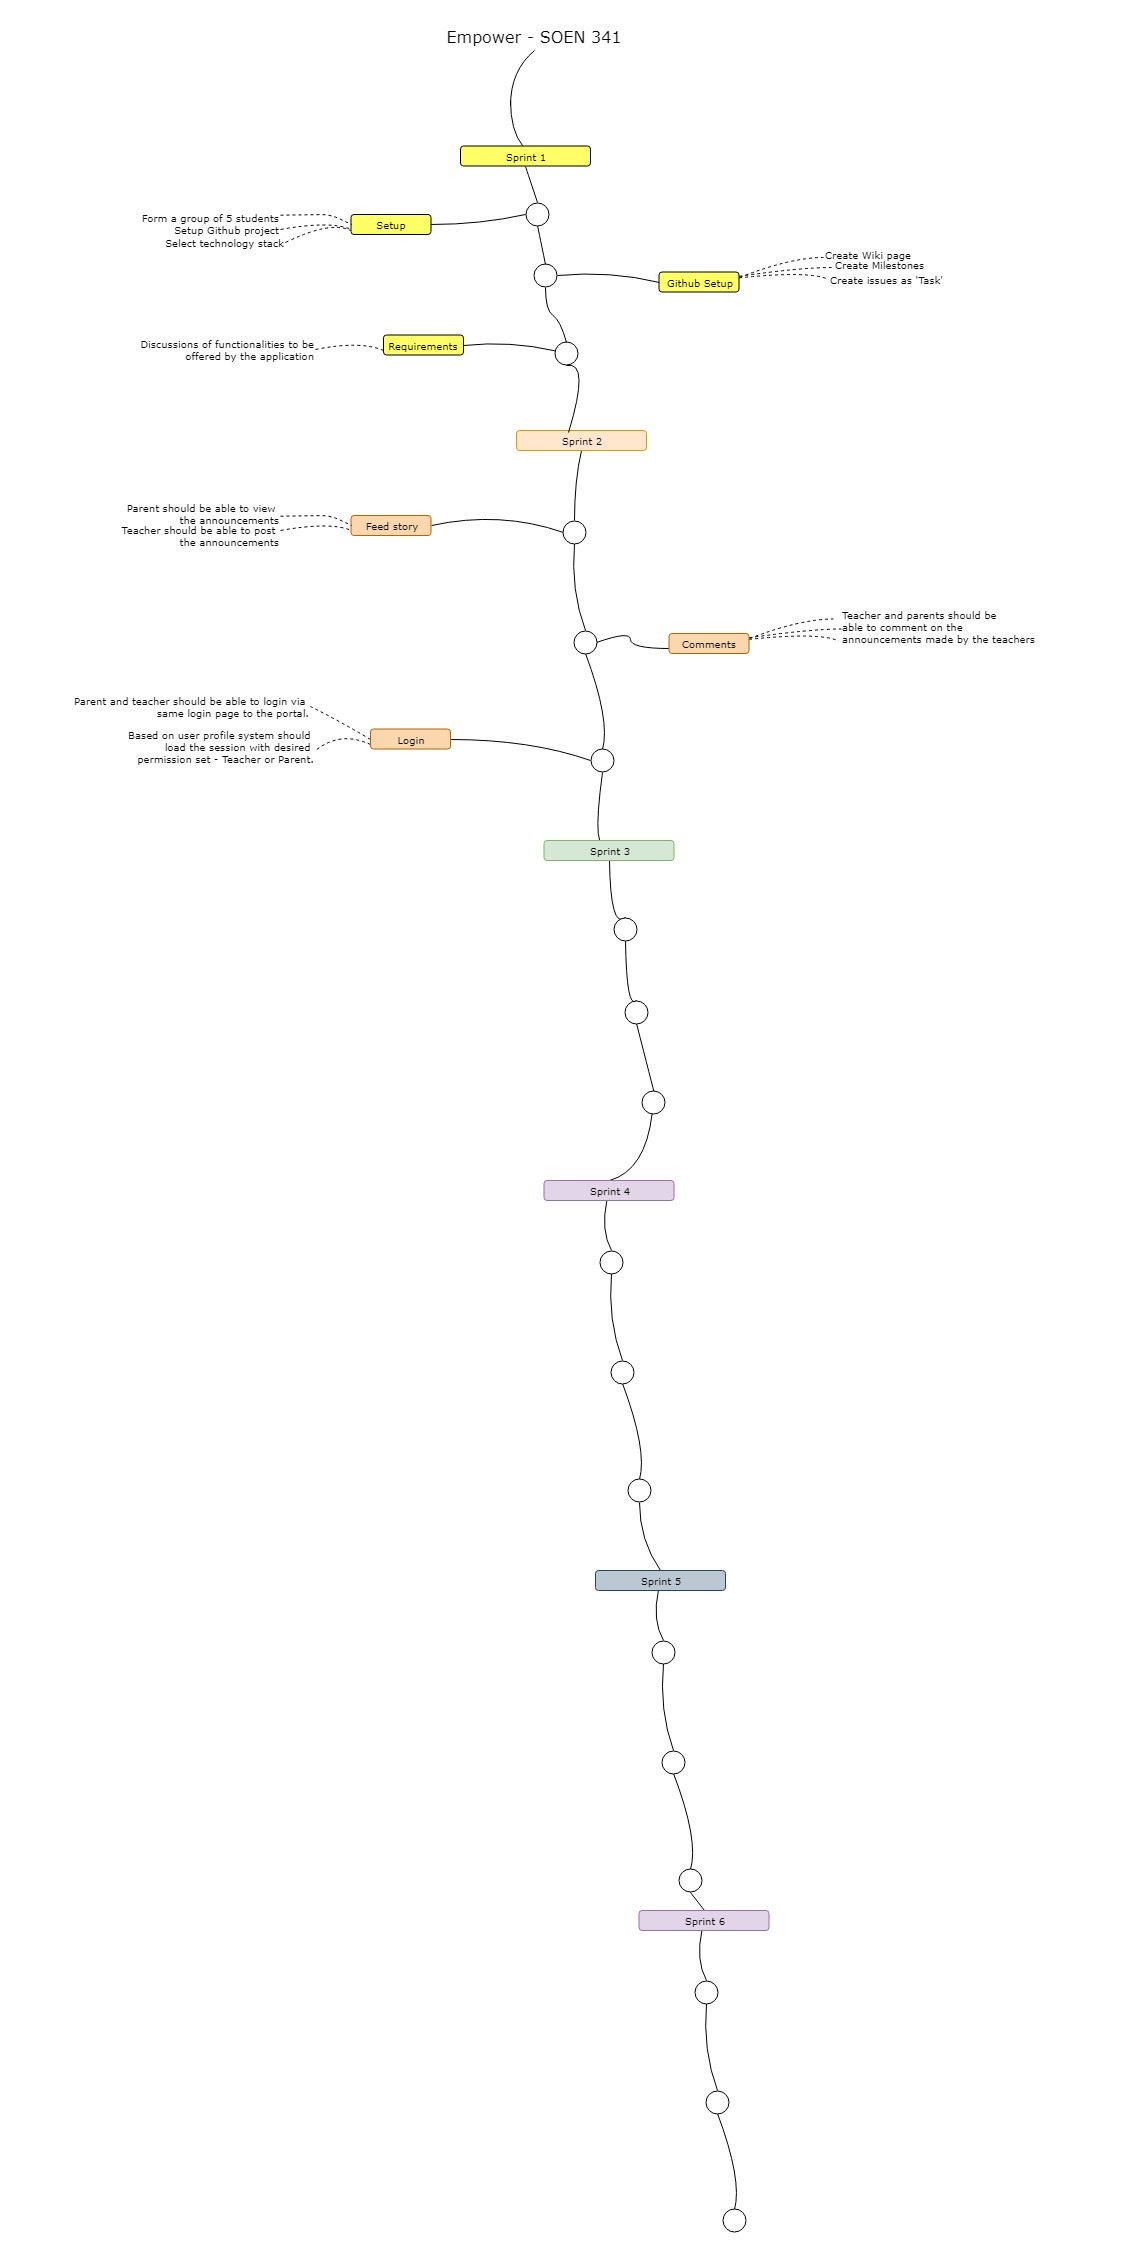 Empower - SOEN 341
Sprint 1
Form a group of 5 students
Setup Github project
Select technology stack
Setup
Github Setup
Create Wiki page
Create Milestones
Create issues as 'Task'
Discussions of functionalities to be
offered by the application
Requirements
Sprint 2
Parent should be able to view
the announcements
Teacher should be able to post
the announcements
Feed story
Comments
Teacher and parents should be
able to comment on the
announcements made by the teachers
Parent and teacher should be able to login via
same login page to the portal.
Based on user profile system should
load the session with desired
permission set - Teacher or Parent.
Login
Sprint 3
Sprint 4
Sprint 5
Sprint 6